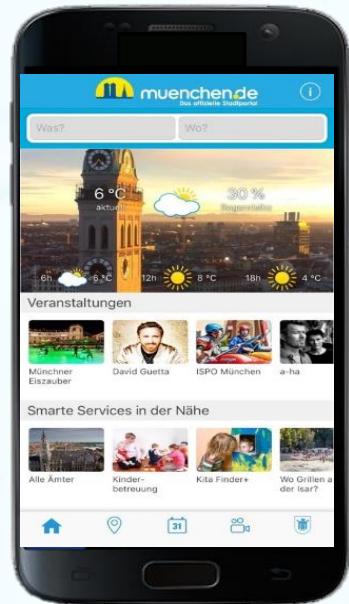 muenchen.de
Das offizielle Stadtportal
i
Was?
Wo?
6 °C
aktuell
30 %
Regenrisiko
6h
6 °C
12h
8 °C
18h
4 °C
Veranstaltungen
Münchner
Eiszauber
David Guetta
ISPO München
a-ha
Smarte Services in der Nähe
Alle Ämter
Kinder-
betreuung
Kita Finder+
Wo Grillen a
der Isar?
31